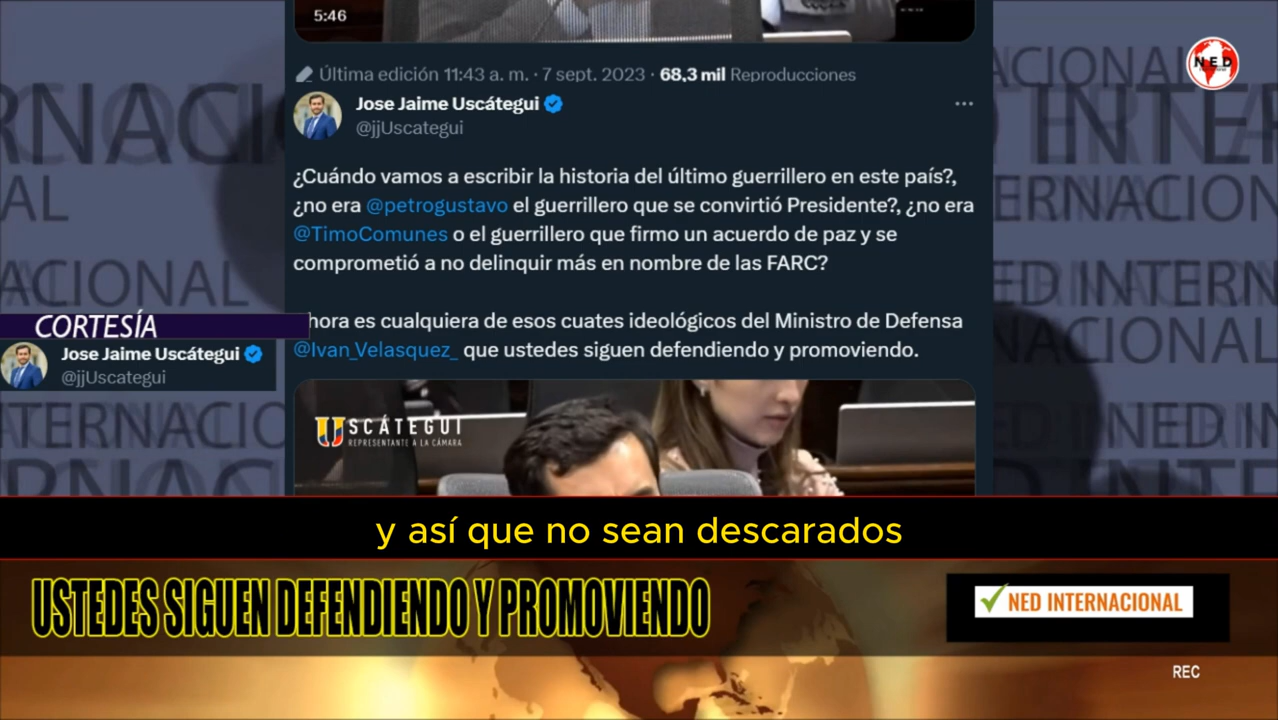 5:46
Última edición 11:43 a. m. · 7 sept. 2023 · 68,3 mil Reproducciones
Jose Jaime Uscátegui
@jjUscategui
¿Cuándo vamos a escribir la historia del último guerrillero en este país?,
¿no era @petrogustavo el guerrillero que se convirtió Presidente?, ¿no era
@TimoComunes o el guerrillero que firmo un acuerdo de paz y se
comprometió a no delinquir más en nombre de las FARC?
hora es cualquiera de esos cuates ideológicos del Ministro de Defensa
@Ivan_Velasquez_ que ustedes siguen defendiendo y promoviendo.
CORTESÍA
Jose Jaime Uscátegui
@jjUscategui
USCÁTEGUI
REPRESENTANTE A LA CÁMARA
NED
y así que no sean descarados
USTEDES SIGUEN DEFENDIENDO Y PROMOVIENDO
NED INTERNACIONAL
REC